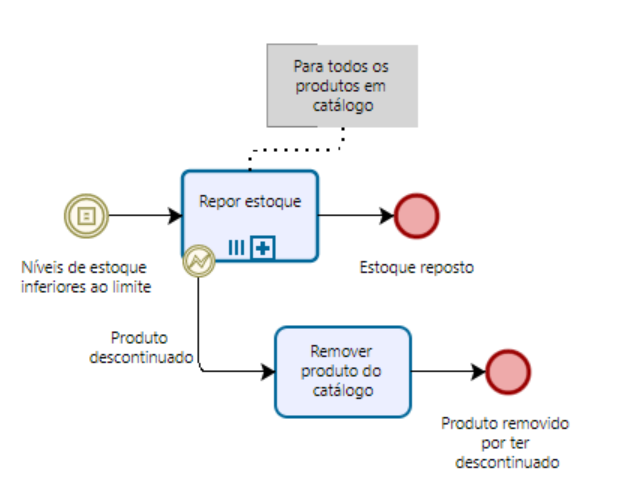 Para todos os
produtos em
catálogo
Repor estoque
Níveis de estoque
inferiores ao limite
Estoque reposto
Produto
descontinuado
Remover
produto do
catálogo
Produto removido
por ter
descontinuado